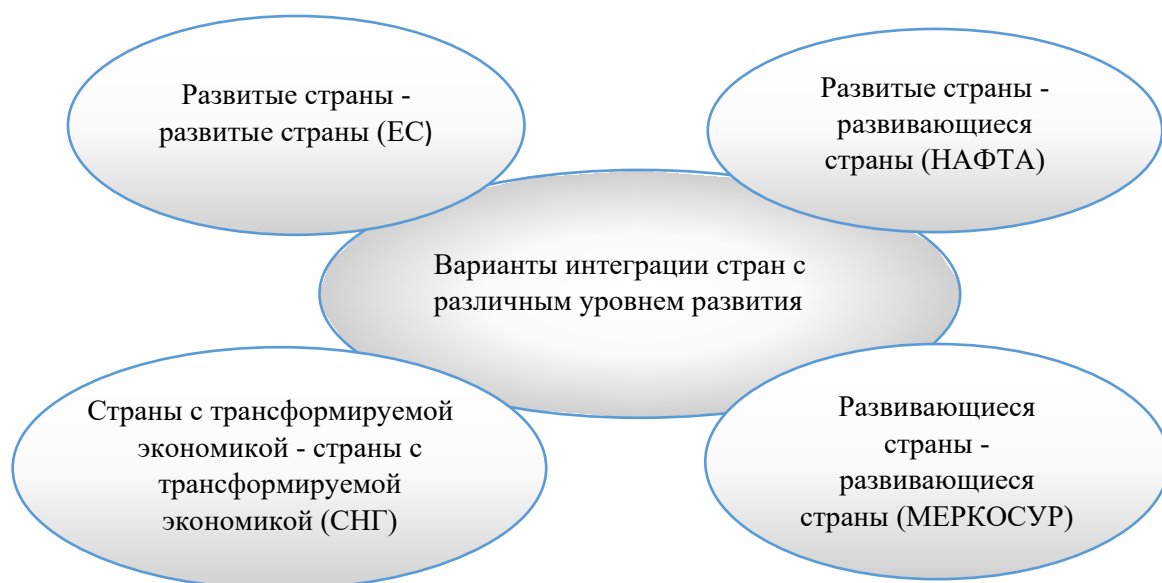 Развитые страны -
развитые страны (ЕС)
Развитые страны -
развивающиеся
страны (НАФТА)
Варианты интеграции стран с
различным уровнем развития
Страны с трансформируемой
экономикой - страны с
трансформируемой
экономикой (СНГ)
Развивающиеся
страны -
развивающиеся
страны (МЕРКОСУР)